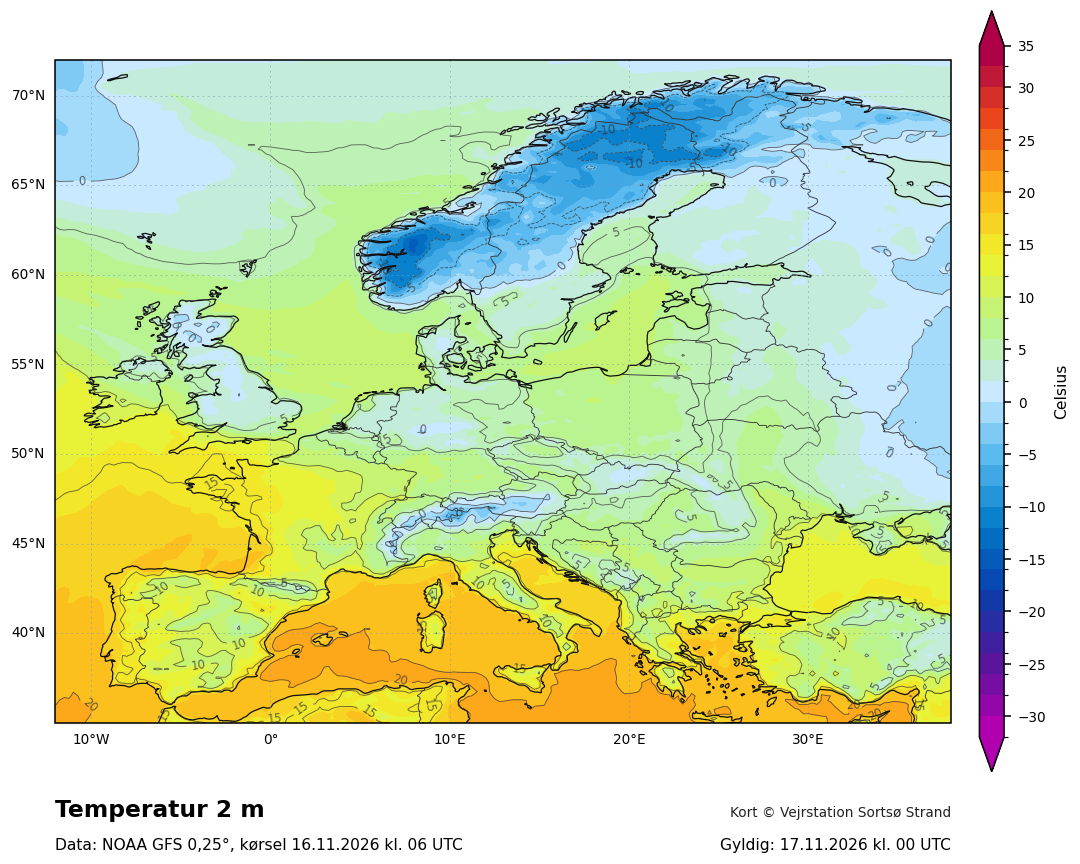 70°N
65°N
60°N
55°N
50°N
45°N
40°N
10°W 0° 10°E 20°E 30°E
35
30
25
20
15
10
5
0
−5
−10
−15
−20
−25
−30
Celsius
Temperatur 2 m
Kort © Vejrstation Sortsø Strand
Data: NOAA GFS 0,25°, kørsel 16.11.2026 kl. 06 UTC
Gyldig: 17.11.2026 kl. 00 UTC